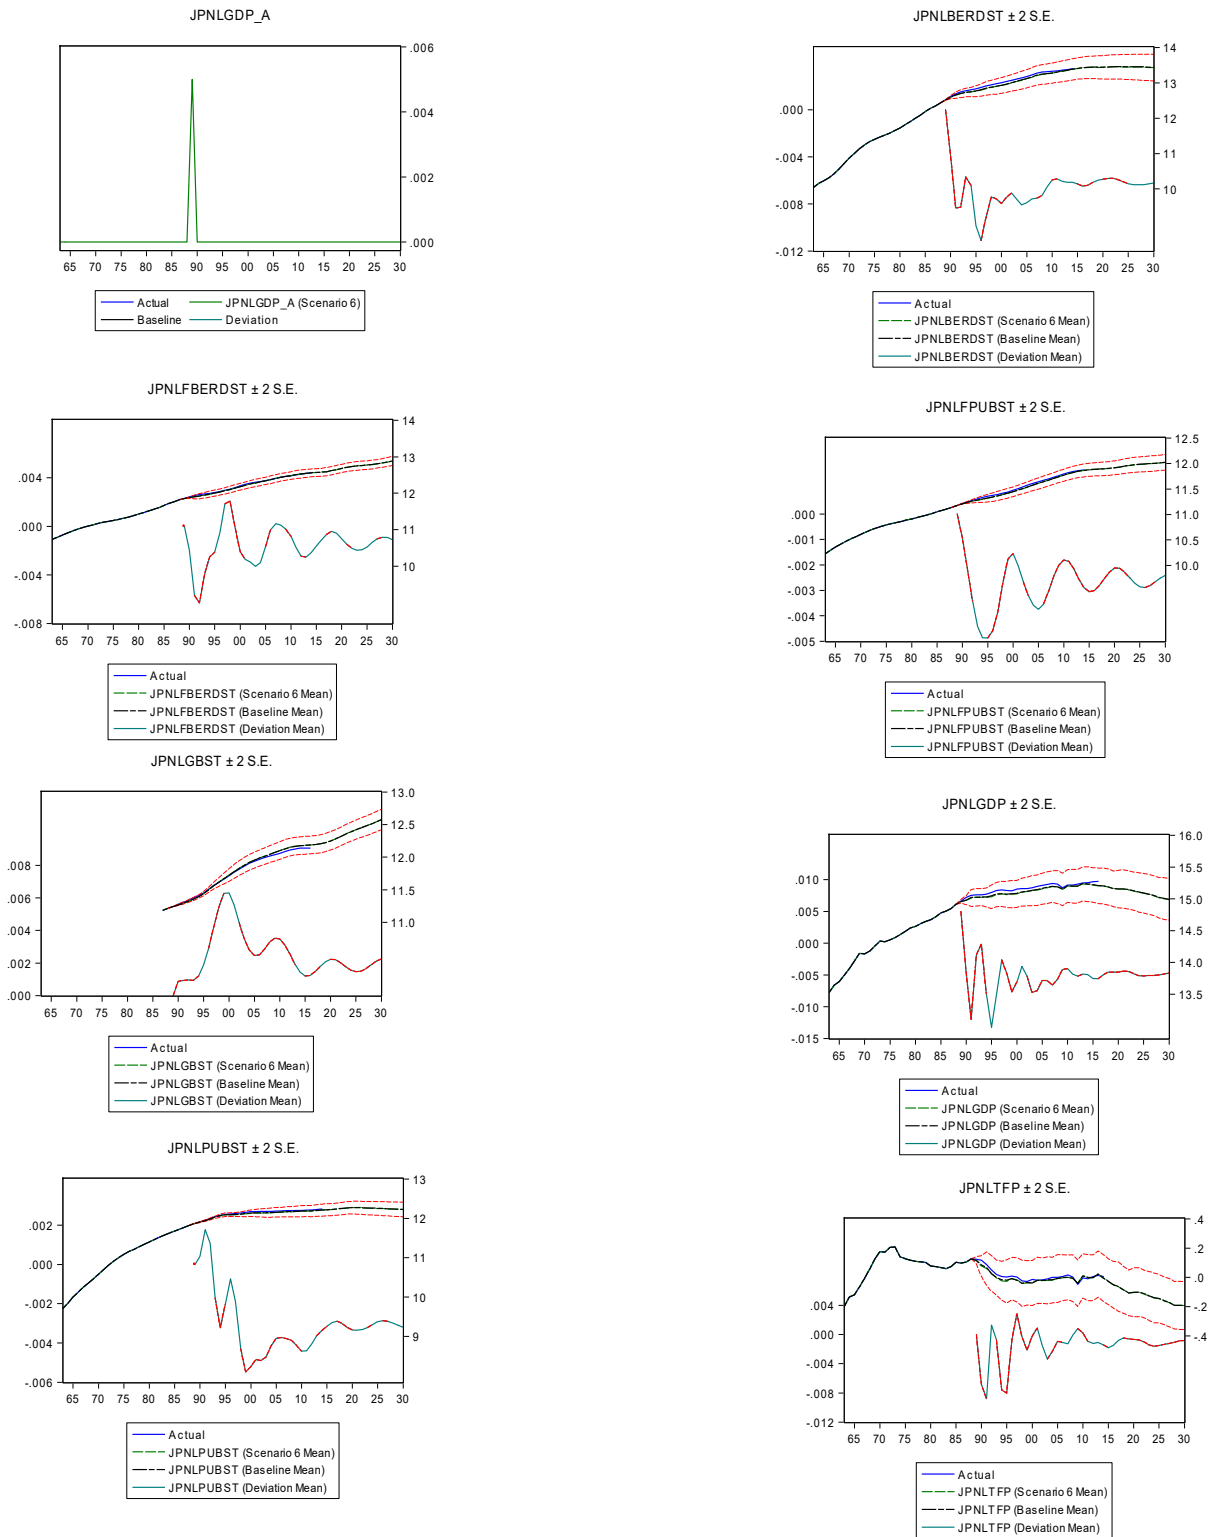 JPNLGDP_A
.006
.004
.002
.000
65 70 75 80 85 90 95 00 05 10 15 20 25 30
Actual JPNLGDP_A (Scenario 6)
Baseline Deviation
JPNLBERDST ± 2 S.E.
14
13
12
11
10
.000
-.004
-.008
-.012
65 70 75 80 85 90 95 00 05 10 15 20 25 30
Actual
JPNLBERDST (Scenario 6 Mean)
JPNLBERDST (Baseline Mean)
JPNLBERDST (Deviation Mean)
JPNLFBERDST ± 2 S.E.
14
13
12
11
10
.004
.000
-.004
-.008
65 70 75 80 85 90 95 00 05 10 15 20 25 30
Actual
JPNLFBERDST (Scenario 6 Mean)
JPNLFBERDST (Baseline Mean)
JPNLFBERDST (Deviation Mean)
JPNLFPUBST ± 2 S.E.
12.5
12.0
11.5
11.0
10.5
10.0
.000
-.001
-.002
-.003
-.004
-.005
65 70 75 80 85 90 95 00 05 10 15 20 25 30
Actual
JPNLFPUBST (Scenario 6 Mean)
JPNLFPUBST (Baseline Mean)
JPNLFPUBST (Deviation Mean)
JPNLGBST ± 2 S.E.
13.0
12.5
12.0
11.5
11.0
.008
.006
.004
.002
.000
65 70 75 80 85 90 95 00 05 10 15 20 25 30
Actual
JPNLGBST (Scenario 6 Mean)
JPNLGBST (Baseline Mean)
JPNLGBST (Deviation Mean)
JPNLGDP ± 2 S.E.
16.0
15.5
15.0
14.5
14.0
13.5
.010
.005
.000
-.005
-.010
-.015
65 70 75 80 85 90 95 00 05 10 15 20 25 30
Actual
JPNLGDP (Scenario 6 Mean)
JPNLGDP (Baseline Mean)
JPNLGDP (Deviation Mean)
JPNLPUBST ± 2 S.E.
13
12
11
10
9
.002
.000
-.002
-.004
-.006
65 70 75 80 85 90 95 00 05 10 15 20 25 30
Actual
JPNLPUBST (Scenario 6 Mean)
JPNLPUBST (Baseline Mean)
JPNLPUBST (Deviation Mean)
JPNLTFP ± 2 S.E.
.4
.2
.0
-.2
-.4
.004
.000
-.004
-.008
-.012
65 70 75 80 85 90 95 00 05 10 15 20 25 30
Actual
JPNLTFP (Scenario 6 Mean)
JPNLTFP (Baseline Mean)
JPNLTFP (Deviation Mean)